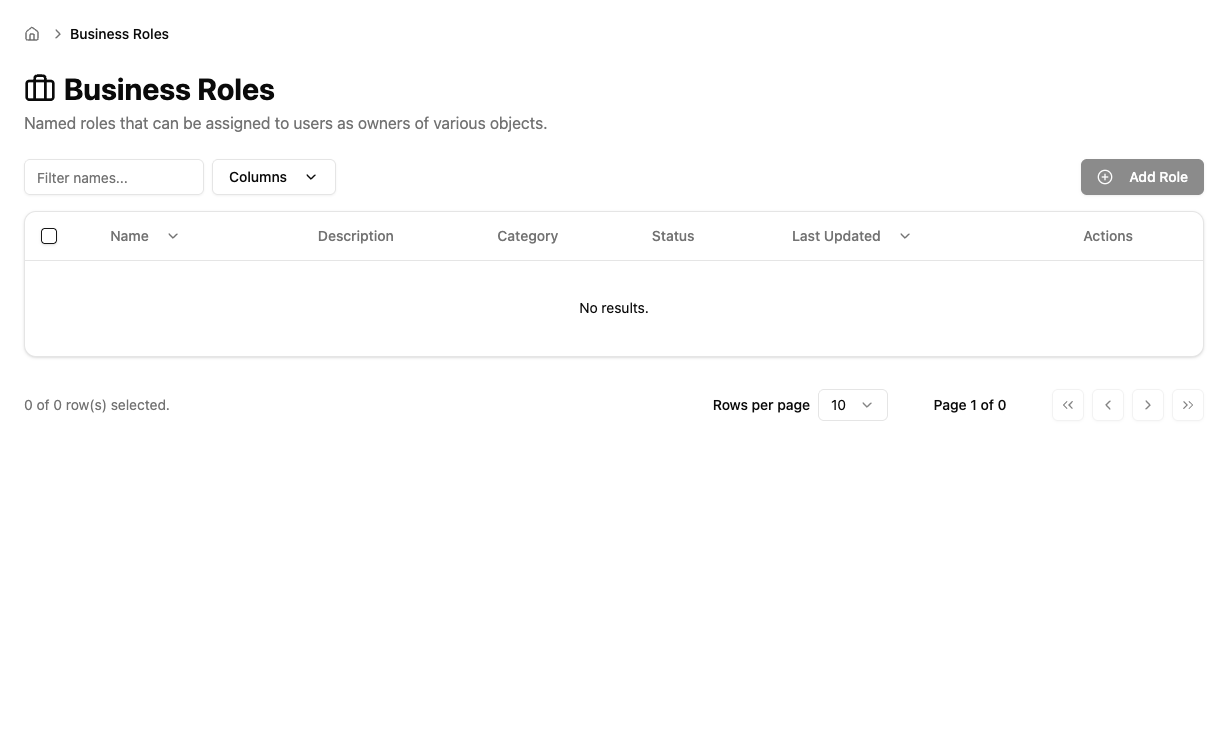 Business Roles
Business Roles
Named roles that can be assigned to users as owners of various objects.
Filter names... Columns Add Role
Name Description Category Status Last Updated Actions
No results.
0 of 0 row(s) selected. Rows per page 10 Page 1 of 0